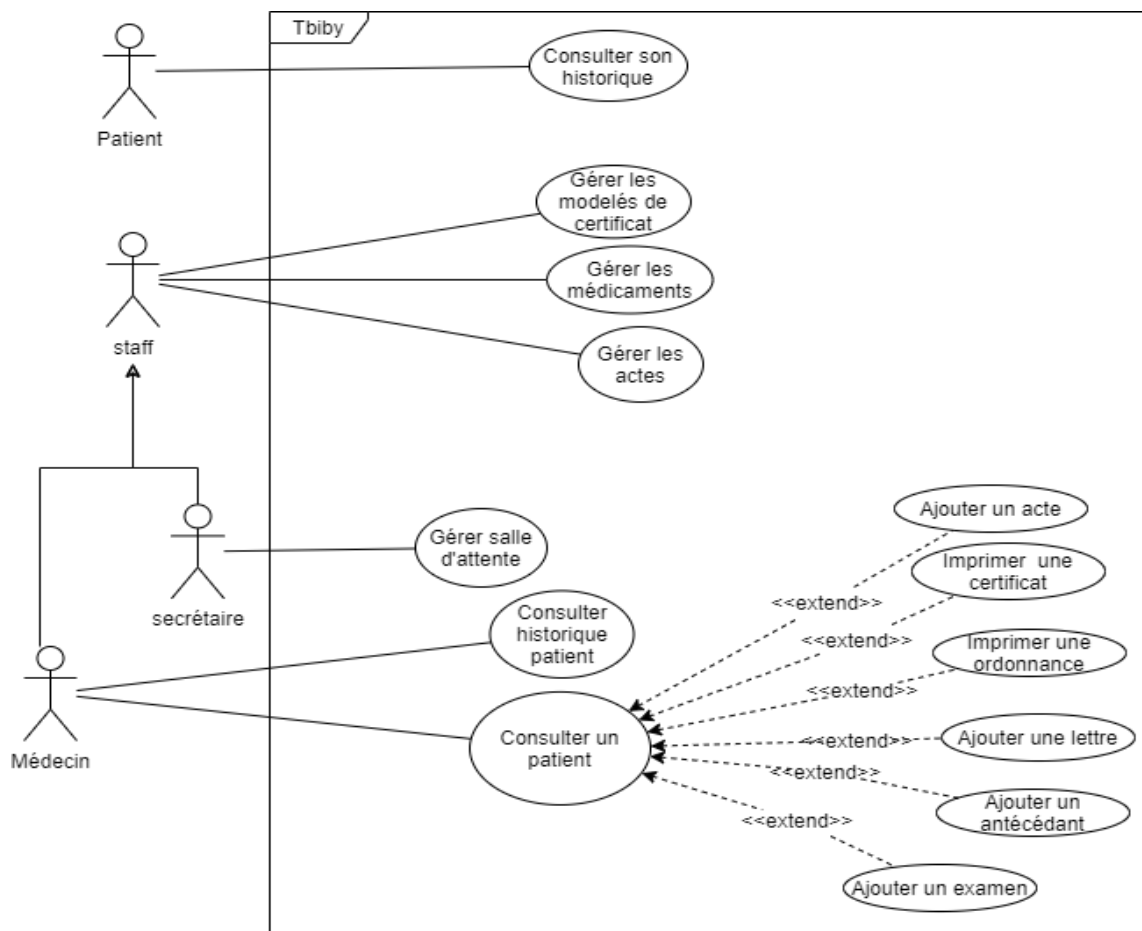 Tbiby
Consulter son
historique
Patient
Gérer les
modelés de
certificat
Gérer les
médicaments
staff
Gérer les
actes
Ajouter un acte
Gérer salle
d'attente
Imprimer une
certificat
<<extend>>
secrétaire
Consulter
historique
patient
<<extend>>
Imprimer une
ordonnance
<<extend>>
Médecin
Consulter un
patient
<<extend>>
Ajouter une lettre
<<extend>>
Ajouter un
antécédant
<<extend>>
Ajouter un examen